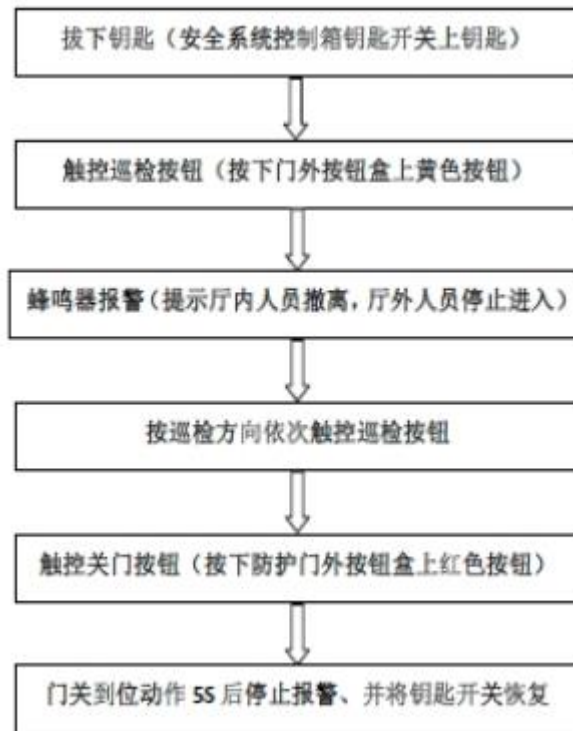 拔下钥匙（安全系统控制箱钥匙开关上钥匙）
触控巡检按钮（按下门外按钮盒上黄色按钮）
蜂鸣器报警（提示厅内人员撤离，厅外人员停止进入）
按巡检方向依次触控巡检按钮
触控关门按钮（按下防护门外按钮盒上红色按钮）
门关到位动作 5S 后停止报警、并将钥匙开关恢复